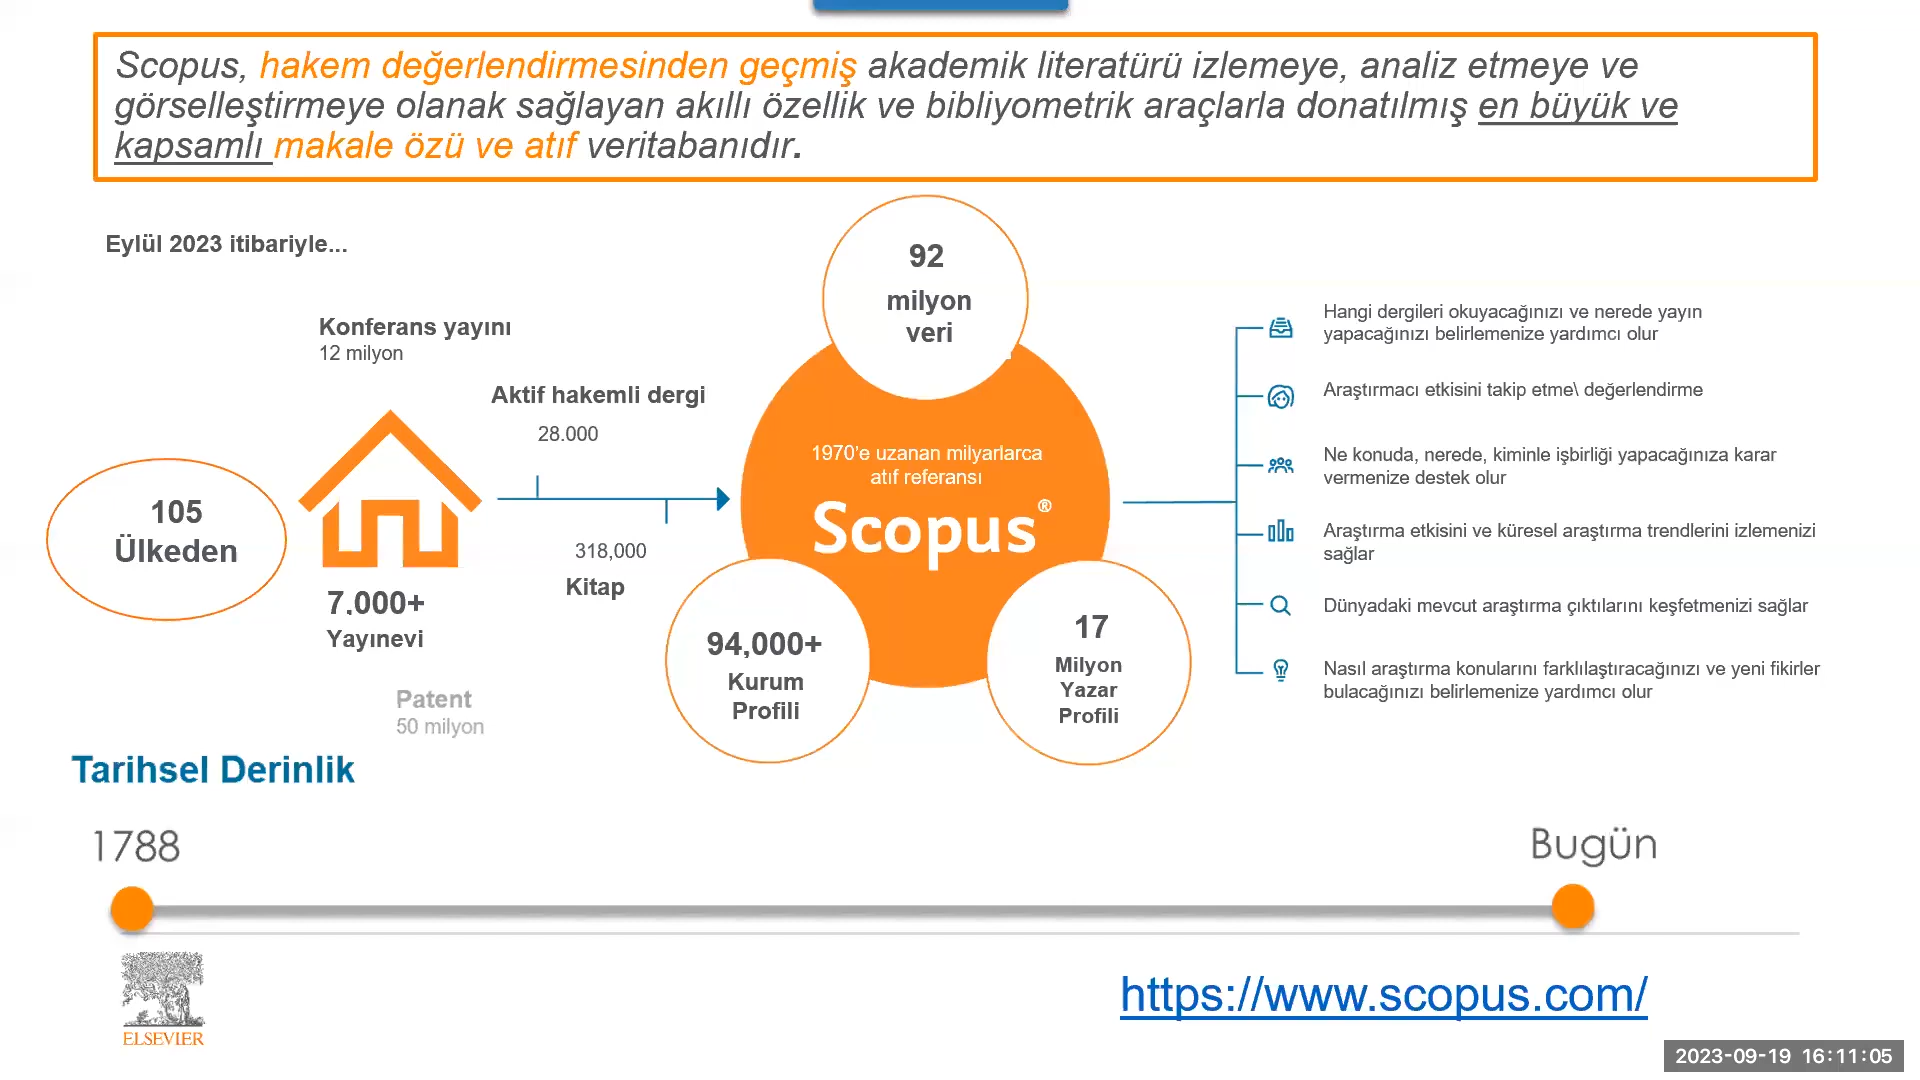 Scopus, hakem değerlendirmesinden geçmiş akademik literatürü izlemeye, analiz etmeye ve
görselleştirmeye olanak sağlayan akıllı özellik ve bibliyometrik araçlarla donatılmış en büyük ve
kapsamlı makale özü ve atıf veritabanıdır.
Eylül 2023 itibariyle...
Konferans yayını
12 milyon
Aktif hakemli dergi
28.000
105
Ülkeden
7,000+
Yayınevi
318,000
Kitap
Patent
50 milyon
92
milyon
veri
1970'e uzanan milyarlarca
atıf referansı
Scopus®
94,000+
Kurum
Profili
17
Milyon
Yazar
Profili
Hangi dergileri okuyacağınızı ve nerede yayın
yapacağınızı belirlemenize yardımcı olur
Araştırmacı etkisini takip etme\ değerlendirme
Ne konuda, nerede, kiminle işbirliği yapacağınıza karar
vermenize destek olur
Araştırma etkisini ve küresel araştırma trendlerini izlemenizi
sağlar
Dünyadaki mevcut araştırma çıktılarını keşfetmenizi sağlar
Nasıl araştırma konularını farklılaştıracağınızı ve yeni fikirler
bulacağınızı belirlemenize yardımcı olur
Tarihsel Derinlik
1788
Bugün
ELSEVIER
https://www.scopus.com/
2023-09-19 16:11:05